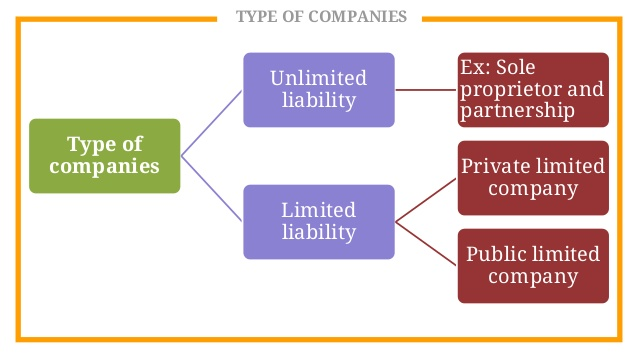 TYPE OF COMPANIES
Type of
companies
Unlimited
liability
Ex: Sole
proprietor and
partnership
Limited
liability
Private limited
company
Public limited
company